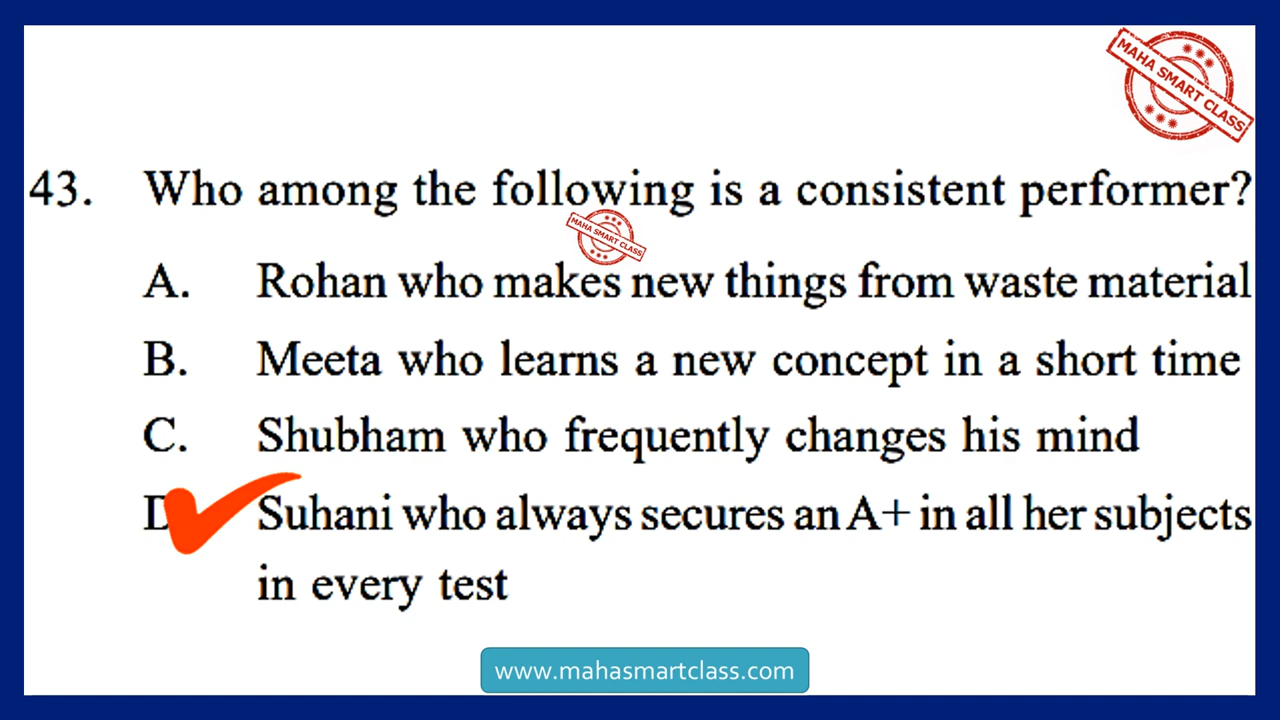 MAHA SMART CLASS
43. Who among the following is a consistent performer?
MAHA SMART CLASS
A. Rohan who makes new things from waste material
B. Meeta who learns a new concept in a short time
C. Shubham who frequently changes his mind
D. Suhani who always secures an A+ in all her subjects
in every test
www.mahasmartclass.com